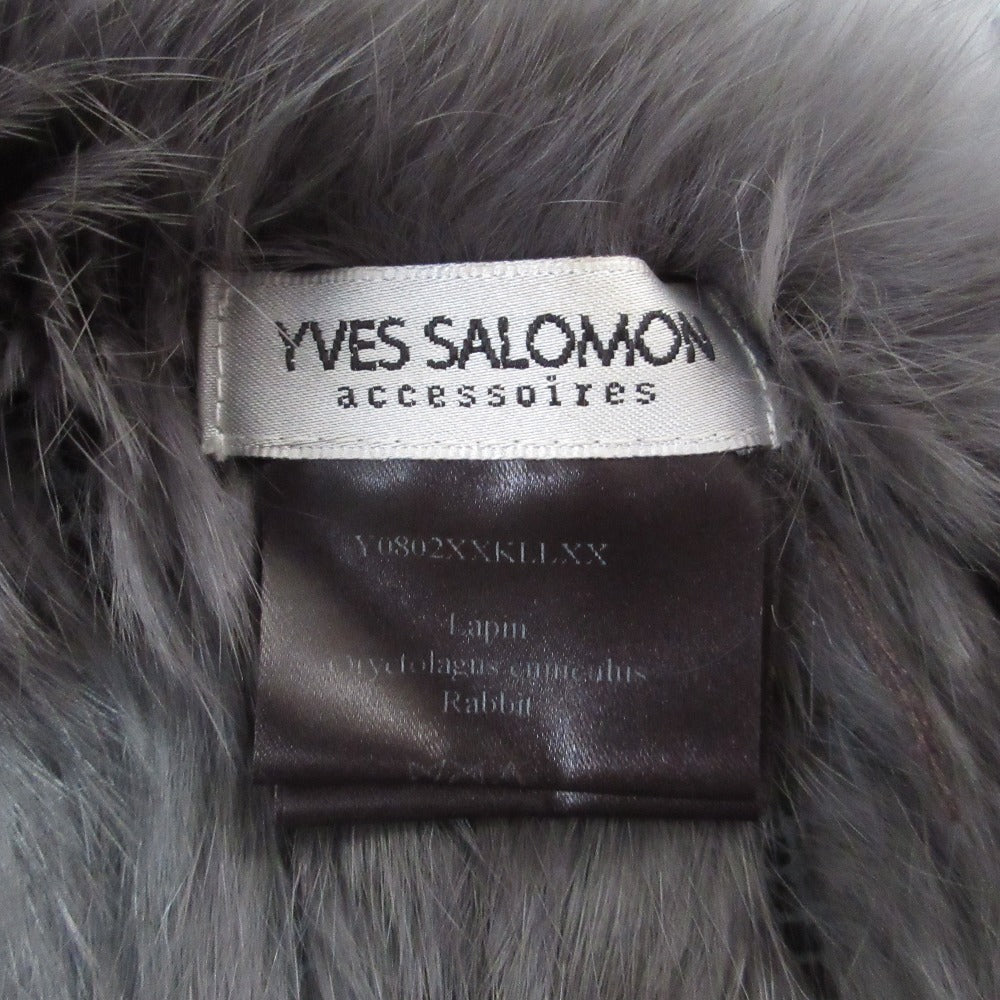 YVES SALOMON
accessoires
Y0802XXKLLXX
Lapin
Oryctolagus cuniculus
Rabbit